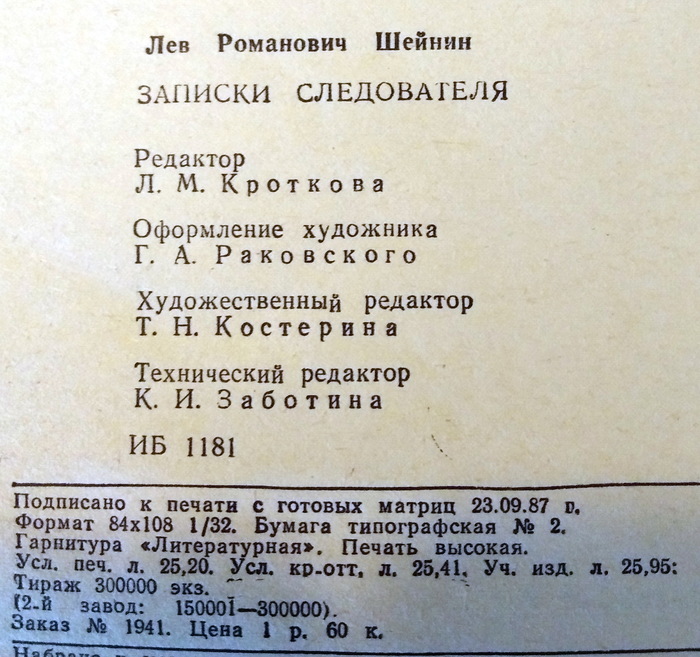 Лев Романович Шейнин
ЗАПИСКИ СЛЕДОВАТЕЛЯ
Редактор
Л. М. Кроткова
Оформление художника
Г. А. Раковского
Художественный редактор
Т. Н. Костерина
Технический редактор
К. И. Заботина
ИБ 1181
Подписано к печати с готовых матриц 23.09.87 г.
Формат 84х108 1/32. Бумага типографская № 2.
Гарнитура «Литературная». Печать высокая.
Усл. печ. л. 25,20. Усл. кр-отт. л. 25,41. Уч. изд. л. 25,95:
Тираж 300000 экз.
(2-й завод: 150001—300000).
Заказ № 1941. Цена 1 р. 60 к.